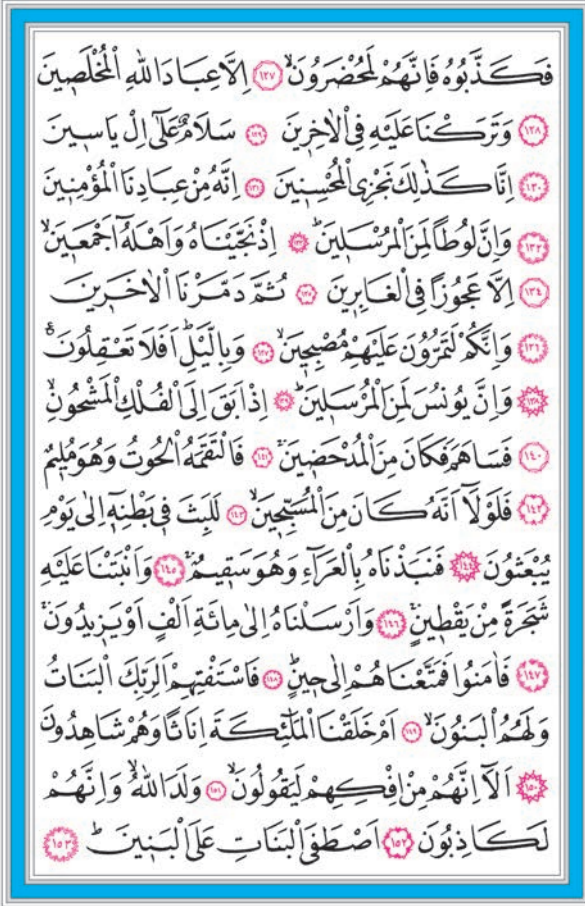 فَكَذَّبُوهُ فَاِنَّهُمْ لَمُحْضَرُونَۙ ﴿١٢٧﴾ اِلَّا عِبَادَ اللّٰهِ الْمُخْلَصٖينَ
﴿١٢٨﴾ وَتَرَكْنَا عَلَيْهِ فِي الْاٰخِرٖينَ ﴿١٢٩﴾ سَلَامٌ عَلٰٓى اِلْ يَاسٖينَ
﴿١٣٠﴾ اِنَّا كَذٰلِكَ نَجْزِي الْمُحْسِنٖينَ ﴿١٣١﴾ اِنَّهُ مِنْ عِبَادِنَا الْمُؤْمِنٖينَ
﴿١٣٢﴾ وَاِنَّ لُوطًا لَمِنَ الْمُرْسَلٖينَۜ ﴿١٣٣﴾ اِذْ نَجَّيْنَاهُ وَاَهْلَهُٓ اَجْمَعٖينَۙ
﴿١٣٤﴾ اِلَّا عَجُوزًا فِي الْغَابِرٖينَ ﴿١٣٥﴾ ثُمَّ دَمَّرْنَا الْاٰخَرٖينَ
﴿١٣٦﴾ وَاِنَّكُمْ لَتَمُرُّونَ عَلَيْهِمْ مُصْبِحٖينَۙ ﴿١٣٧﴾ وَبِالَّيْلِۜ اَفَلَا تَعْقِلُونَ۟
﴿١٣٨﴾ وَاِنَّ يُونُسَ لَمِنَ الْمُرْسَلٖينَۜ ﴿١٣٩﴾ اِذْ اَبَقَ اِلَى الْفُلْكِ الْمَشْحُونِۙ
﴿١٤٠﴾ فَسَاهَمَ فَكَانَ مِنَ الْمُدْحَضٖينَۚ ﴿١٤١﴾ فَالْتَقَمَهُ الْحُوتُ وَهُوَ مُلٖيمٌ
﴿١٤٢﴾ فَلَوْلَٓا اَنَّهُ كَانَ مِنَ الْمُسَبِّحٖينَۙ ﴿١٤٣﴾ لَلَبِثَ فٖي بَطْنِهٖٓ اِلٰى يَوْمِ
يُبْعَثُونَ ﴿١٤٤﴾ فَنَبَذْنَاهُ بِالْعَرَٓاءِ وَهُوَ سَقٖيمٌۚ ﴿١٤٥﴾ وَاَنْبَتْنَا عَلَيْهِ
شَجَرَةً مِنْ يَقْطٖينٍۚ ﴿١٤٦﴾ وَاَرْسَلْنَاهُ اِلٰى مِائَةِ اَلْفٍ اَوْ يَزٖيدُونَۚ
﴿١٤٧﴾ فَاٰمَنُوا فَمَتَّعْنَاهُمْ اِلٰى حٖينٍۜ ﴿١٤٨﴾ فَاسْتَفْتِهِمْ اَلِرَبِّكَ الْبَنَاتُ
وَلَهُمُ الْبَنُونَۙ ﴿١٤٩﴾ اَمْ خَلَقْنَا الْمَلٰٓئِكَةَ اِنَاثًا وَهُمْ شَاهِدُونَ
﴿١٥٠﴾ اَلَٓا اِنَّهُمْ مِنْ اِفْكِهِمْ لَيَقُولُونَۙ ﴿١٥١﴾ وَلَدَ اللّٰهُۙ وَاِنَّهُمْ
لَكَاذِبُونَ ﴿١٥٢﴾ اَصْطَفَى الْبَنَاتِ عَلَى الْبَنٖينَۜ ﴿١٥٣﴾